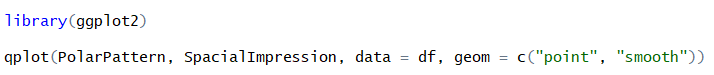 library(ggplot2)
qplot(PolarPattern, SpacialImpression, data = df, geom = c("point", "smooth"))